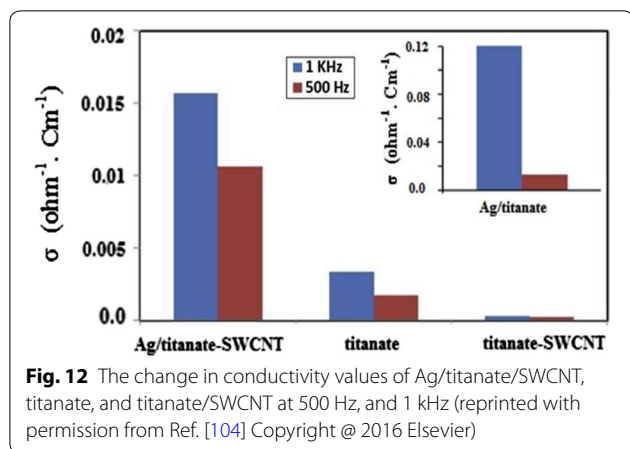 0.02
0.015
0.01
0.005
0.0
σ (ohm⁻¹. Cm⁻¹)
1 KHz
500 Hz
0.12
0.08
0.04
0.0
σ (ohm⁻¹. Cm⁻¹)
Ag/titanate
Ag/titanate-SWCNT titanate titanate-SWCNT
Fig. 12 The change in conductivity values of Ag/titanate/SWCNT,
titanate, and titanate/SWCNT at 500 Hz, and 1 kHz (reprinted with
permission from Ref. [104] Copyright @ 2016 Elsevier)